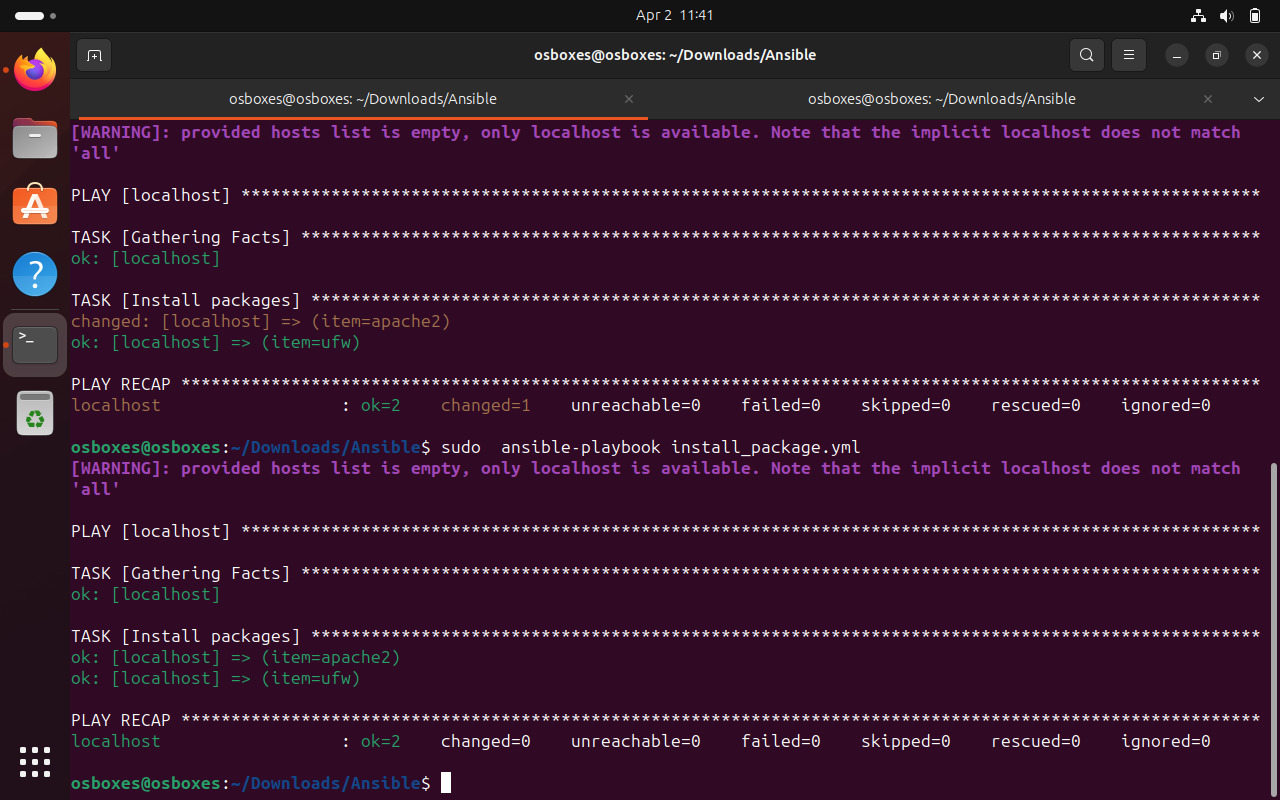 Apr 2 11:41
osboxes@osboxes: ~/Downloads/Ansible
osboxes@osboxes: ~/Downloads/Ansible
osboxes@osboxes: ~/Downloads/Ansible
[WARNING]: provided hosts list is empty, only localhost is available. Note that the implicit localhost does not match
'all'
PLAY [localhost] ******************************************************************************************************
TASK [Gathering Facts] ************************************************************************************************
ok: [localhost]
TASK [Install packages] ***********************************************************************************************
changed: [localhost] => (item=apache2)
ok: [localhost] => (item=ufw)
PLAY RECAP ************************************************************************************************************
localhost                  : ok=2    changed=1    unreachable=0    failed=0    skipped=0    rescued=0    ignored=0
osboxes@osboxes:~/Downloads/Ansible$ sudo  ansible-playbook install_package.yml
[WARNING]: provided hosts list is empty, only localhost is available. Note that the implicit localhost does not match
'all'
PLAY [localhost] ******************************************************************************************************
TASK [Gathering Facts] ************************************************************************************************
ok: [localhost]
TASK [Install packages] ***********************************************************************************************
ok: [localhost] => (item=apache2)
ok: [localhost] => (item=ufw)
PLAY RECAP ************************************************************************************************************
localhost                  : ok=2    changed=0    unreachable=0    failed=0    skipped=0    rescued=0    ignored=0
osboxes@osboxes:~/Downloads/Ansible$